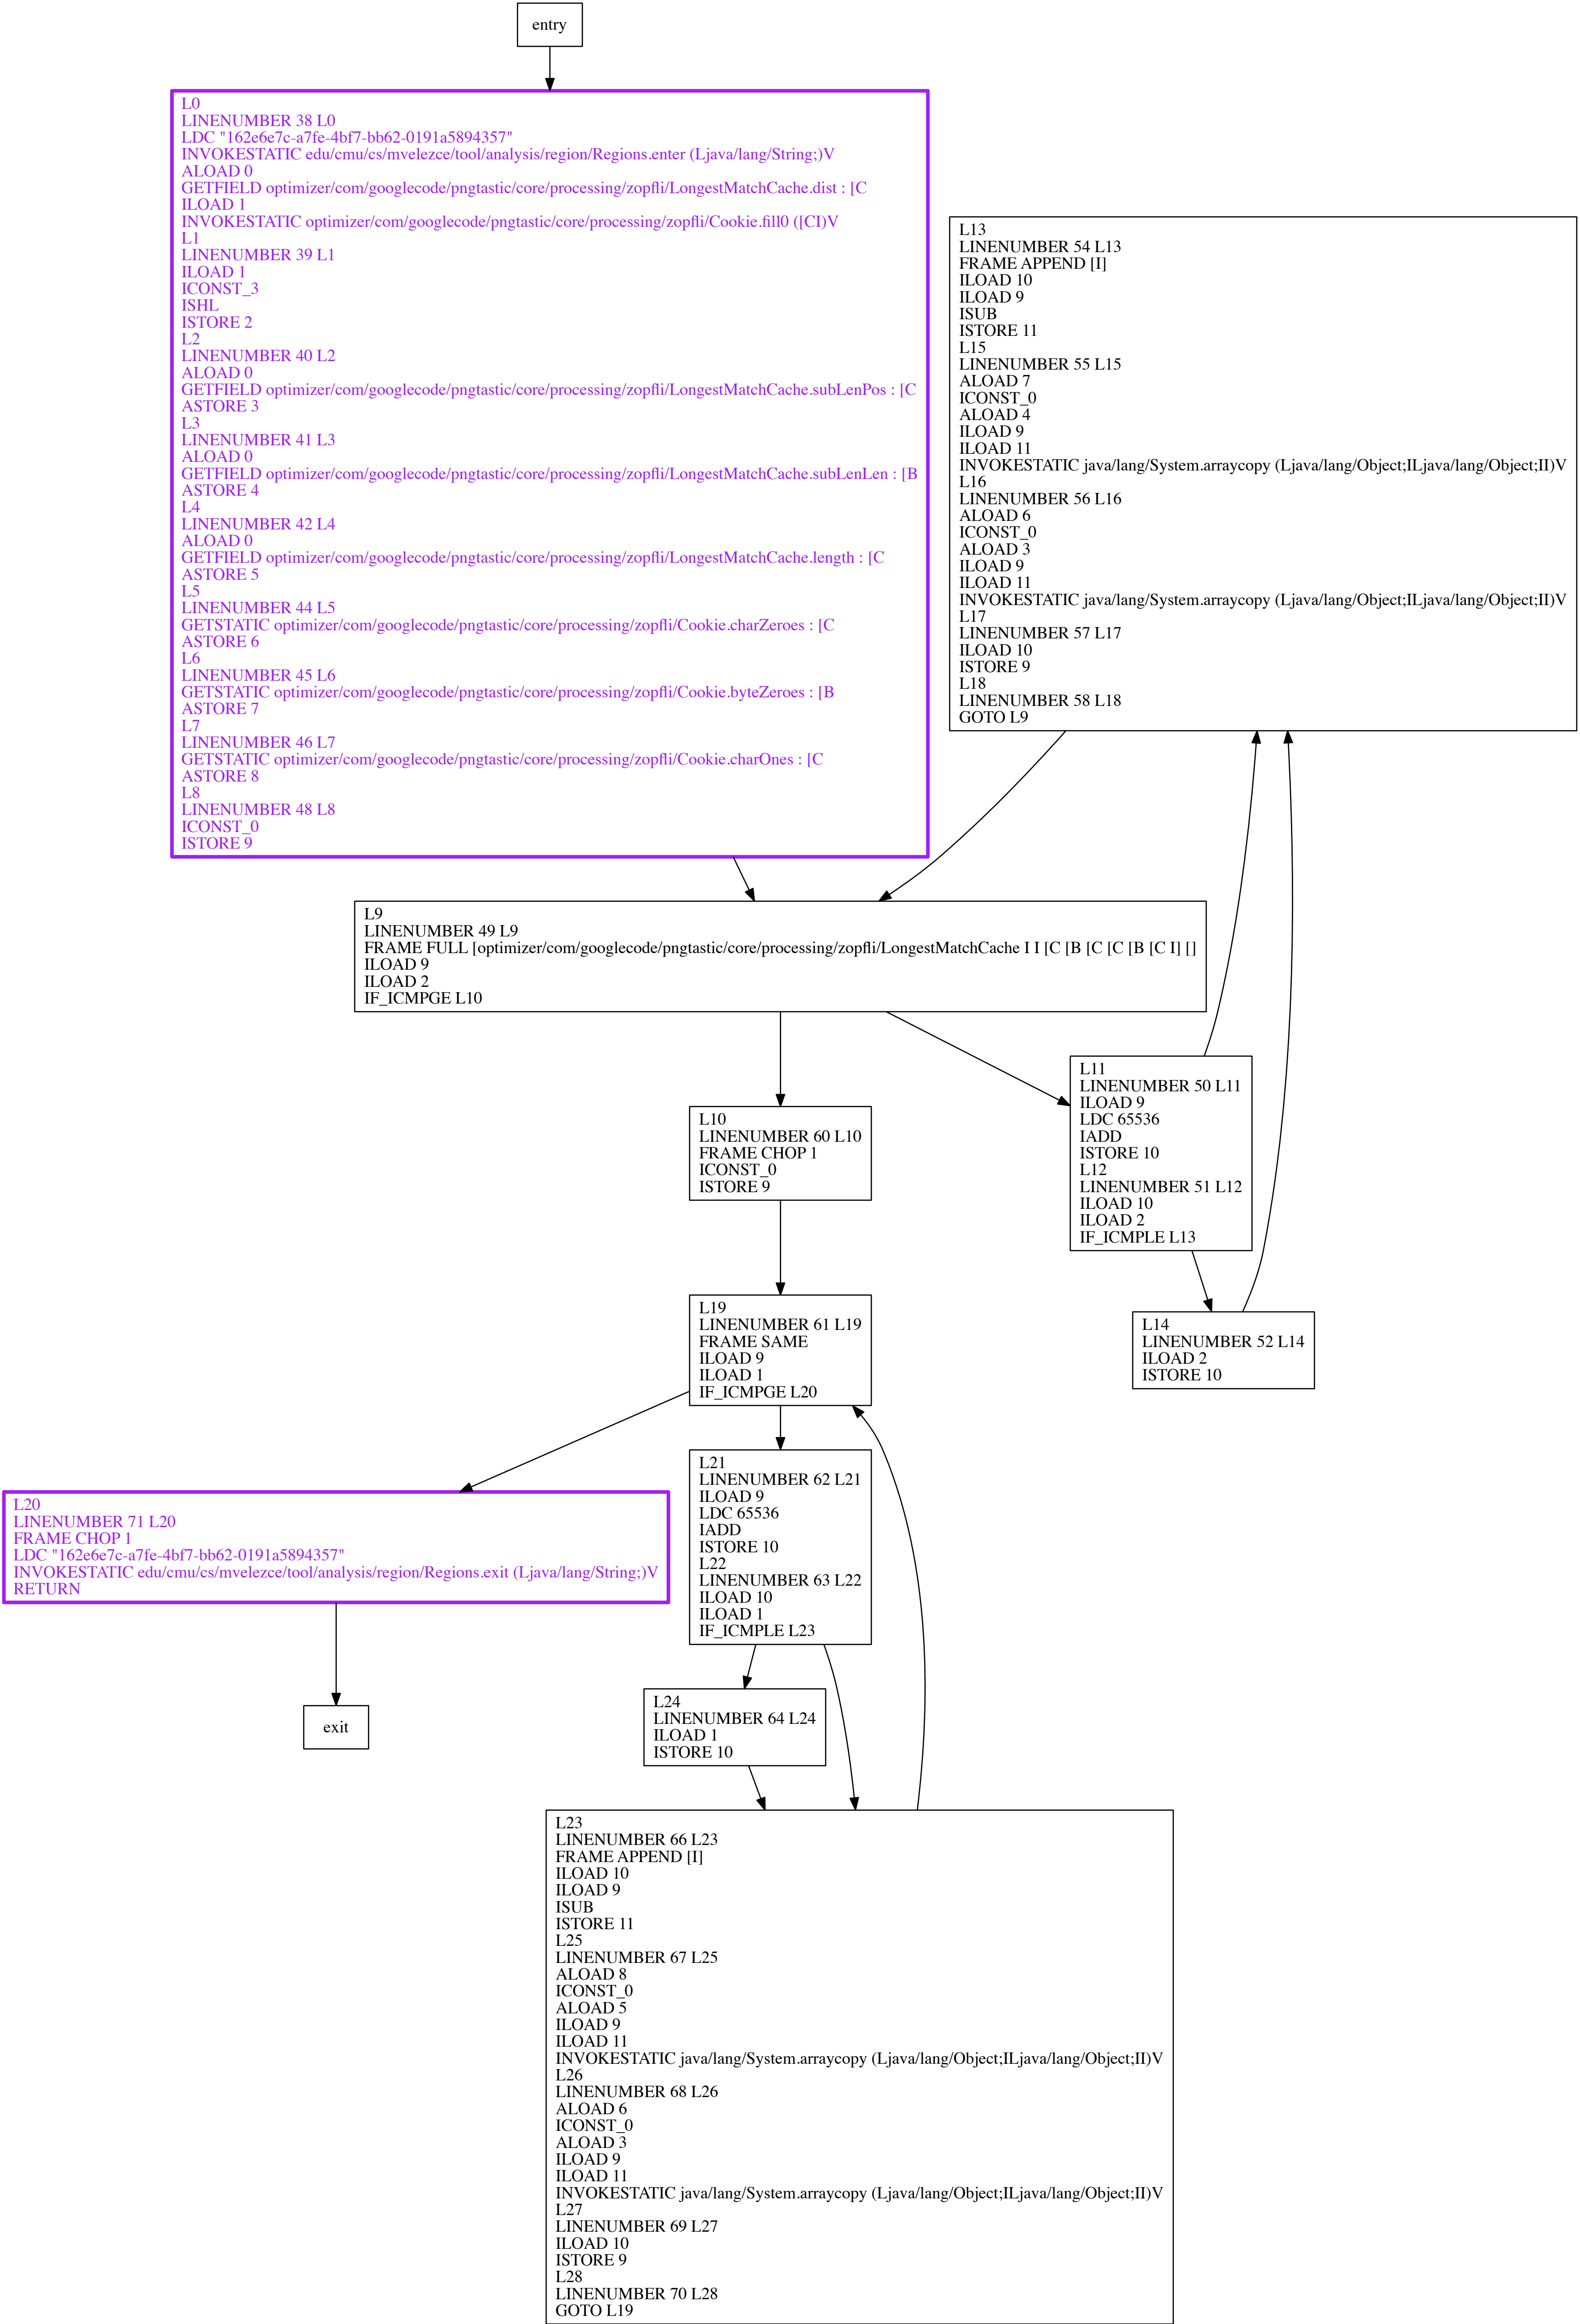 entry
L0
LINENUMBER 38 L0
LDC "162e6e7c-a7fe-4bf7-bb62-0191a5894357"
INVOKESTATIC edu/cmu/cs/mvelezce/tool/analysis/region/Regions.enter (Ljava/lang/String;)V
ALOAD 0
GETFIELD optimizer/com/googlecode/pngtastic/core/processing/zopfli/LongestMatchCache.dist : [C
ILOAD 1
INVOKESTATIC optimizer/com/googlecode/pngtastic/core/processing/zopfli/Cookie.fill0 ([CI)V
L1
LINENUMBER 39 L1
ILOAD 1
ICONST_3
ISHL
ISTORE 2
L2
LINENUMBER 40 L2
ALOAD 0
GETFIELD optimizer/com/googlecode/pngtastic/core/processing/zopfli/LongestMatchCache.subLenPos : [C
ASTORE 3
L3
LINENUMBER 41 L3
ALOAD 0
GETFIELD optimizer/com/googlecode/pngtastic/core/processing/zopfli/LongestMatchCache.subLenLen : [B
ASTORE 4
L4
LINENUMBER 42 L4
ALOAD 0
GETFIELD optimizer/com/googlecode/pngtastic/core/processing/zopfli/LongestMatchCache.length : [C
ASTORE 5
L5
LINENUMBER 44 L5
GETSTATIC optimizer/com/googlecode/pngtastic/core/processing/zopfli/Cookie.charZeroes : [C
ASTORE 6
L6
LINENUMBER 45 L6
GETSTATIC optimizer/com/googlecode/pngtastic/core/processing/zopfli/Cookie.byteZeroes : [B
ASTORE 7
L7
LINENUMBER 46 L7
GETSTATIC optimizer/com/googlecode/pngtastic/core/processing/zopfli/Cookie.charOnes : [C
ASTORE 8
L8
LINENUMBER 48 L8
ICONST_0
ISTORE 9
L13
LINENUMBER 54 L13
FRAME APPEND [I]
ILOAD 10
ILOAD 9
ISUB
ISTORE 11
L15
LINENUMBER 55 L15
ALOAD 7
ICONST_0
ALOAD 4
ILOAD 9
ILOAD 11
INVOKESTATIC java/lang/System.arraycopy (Ljava/lang/Object;ILjava/lang/Object;II)V
L16
LINENUMBER 56 L16
ALOAD 6
ICONST_0
ALOAD 3
ILOAD 9
ILOAD 11
INVOKESTATIC java/lang/System.arraycopy (Ljava/lang/Object;ILjava/lang/Object;II)V
L17
LINENUMBER 57 L17
ILOAD 10
ISTORE 9
L18
LINENUMBER 58 L18
GOTO L9
L9
LINENUMBER 49 L9
FRAME FULL [optimizer/com/googlecode/pngtastic/core/processing/zopfli/LongestMatchCache I I [C [B [C [C [B [C I] []
ILOAD 9
ILOAD 2
IF_ICMPGE L10
L11
LINENUMBER 50 L11
ILOAD 9
LDC 65536
IADD
ISTORE 10
L12
LINENUMBER 51 L12
ILOAD 10
ILOAD 2
IF_ICMPLE L13
L10
LINENUMBER 60 L10
FRAME CHOP 1
ICONST_0
ISTORE 9
L14
LINENUMBER 52 L14
ILOAD 2
ISTORE 10
L19
LINENUMBER 61 L19
FRAME SAME
ILOAD 9
ILOAD 1
IF_ICMPGE L20
L21
LINENUMBER 62 L21
ILOAD 9
LDC 65536
IADD
ISTORE 10
L22
LINENUMBER 63 L22
ILOAD 10
ILOAD 1
IF_ICMPLE L23
L20
LINENUMBER 71 L20
FRAME CHOP 1
LDC "162e6e7c-a7fe-4bf7-bb62-0191a5894357"
INVOKESTATIC edu/cmu/cs/mvelezce/tool/analysis/region/Regions.exit (Ljava/lang/String;)V
RETURN
L24
LINENUMBER 64 L24
ILOAD 1
ISTORE 10
exit
L23
LINENUMBER 66 L23
FRAME APPEND [I]
ILOAD 10
ILOAD 9
ISUB
ISTORE 11
L25
LINENUMBER 67 L25
ALOAD 8
ICONST_0
ALOAD 5
ILOAD 9
ILOAD 11
INVOKESTATIC java/lang/System.arraycopy (Ljava/lang/Object;ILjava/lang/Object;II)V
L26
LINENUMBER 68 L26
ALOAD 6
ICONST_0
ALOAD 3
ILOAD 9
ILOAD 11
INVOKESTATIC java/lang/System.arraycopy (Ljava/lang/Object;ILjava/lang/Object;II)V
L27
LINENUMBER 69 L27
ILOAD 10
ISTORE 9
L28
LINENUMBER 70 L28
GOTO L19